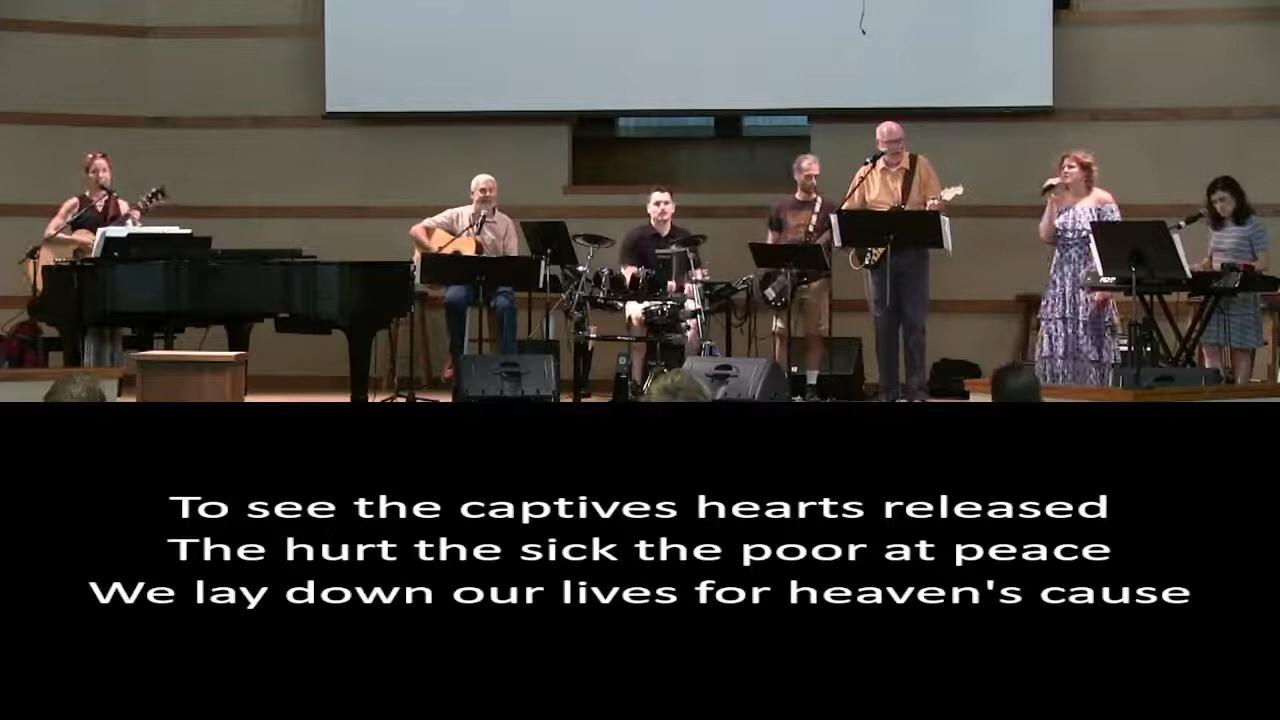 To see the captives hearts released
The hurt the sick the poor at peace
We lay down our lives for heaven's cause